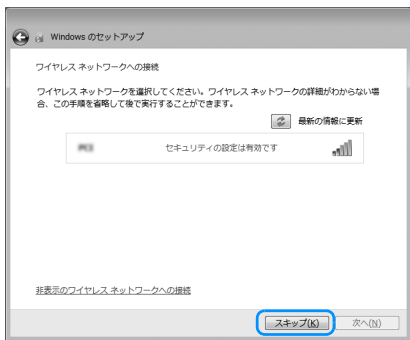 Windows のセットアップ
ワイヤレス ネットワークへの接続
ワイヤレス ネットワークを選択してください。ワイヤレス ネットワークの詳細がわからない場
合、この手順を省略して後で実行することができます。
最新の情報に更新
セキュリティの設定は有効です
非表示のワイヤレス ネットワークへの接続
スキップ(K)
次へ(N)